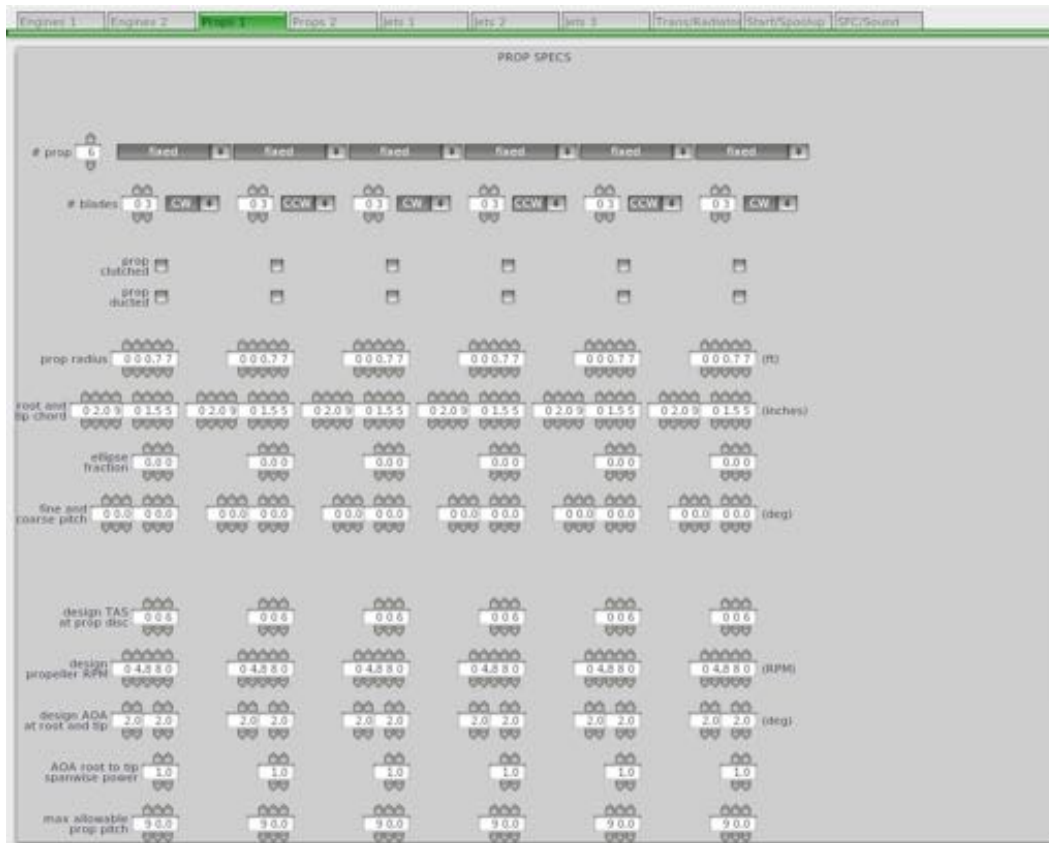 Engines 1 Engines 2 Props 1 Props 2 Jets 1 Jets 2 Jets 3 Trans/Radiator Start/Spoolup SFC/Sound
PROP SPECS
# prop 6 fixed fixed fixed fixed fixed fixed
# blades 0 3 CW 0 3 CCW 0 3 CW 0 3 CCW 0 3 CCW 0 3 CW
prop
clutched
prop
ducted
prop radius 0 0 0.7 7 0 0 0.7 7 0 0 0.7 7 0 0 0.7 7 0 0 0.7 7 0 0 0.7 7 (ft)
root and
tip chord 0 2.0 9 0 1.5 5 0 2.0 9 0 1.5 5 0 2.0 9 0 1.5 5 0 2.0 9 0 1.5 5 0 2.0 9 0 1.5 5 0 2.0 9 0 1.5 5 (inches)
ellipse
fraction 0.0 0 0.0 0 0.0 0 0.0 0 0.0 0 0.0 0
fine and
coarse pitch 0 0.0 0 0.0 0 0.0 0 0.0 0 0.0 0 0.0 0 0.0 0 0.0 0 0.0 0 0.0 0 0.0 0 0.0 (deg)
design TAS
at prop disc 0 0 6 0 0 6 0 0 6 0 0 6 0 0 6 0 0 6
design
propeller RPM 0 4,8 8 0 0 4,8 8 0 0 4,8 8 0 0 4,8 8 0 0 4,8 8 0 0 4,8 8 0 (RPM)
design AOA
at root and tip 2.0 2.0 2.0 2.0 2.0 2.0 2.0 2.0 2.0 2.0 2.0 2.0 (deg)
AOA root to tip
spanwise power 1.0 1.0 1.0 1.0 1.0 1.0
max allowable
prop pitch 9 0.0 9 0.0 9 0.0 9 0.0 9 0.0 9 0.0